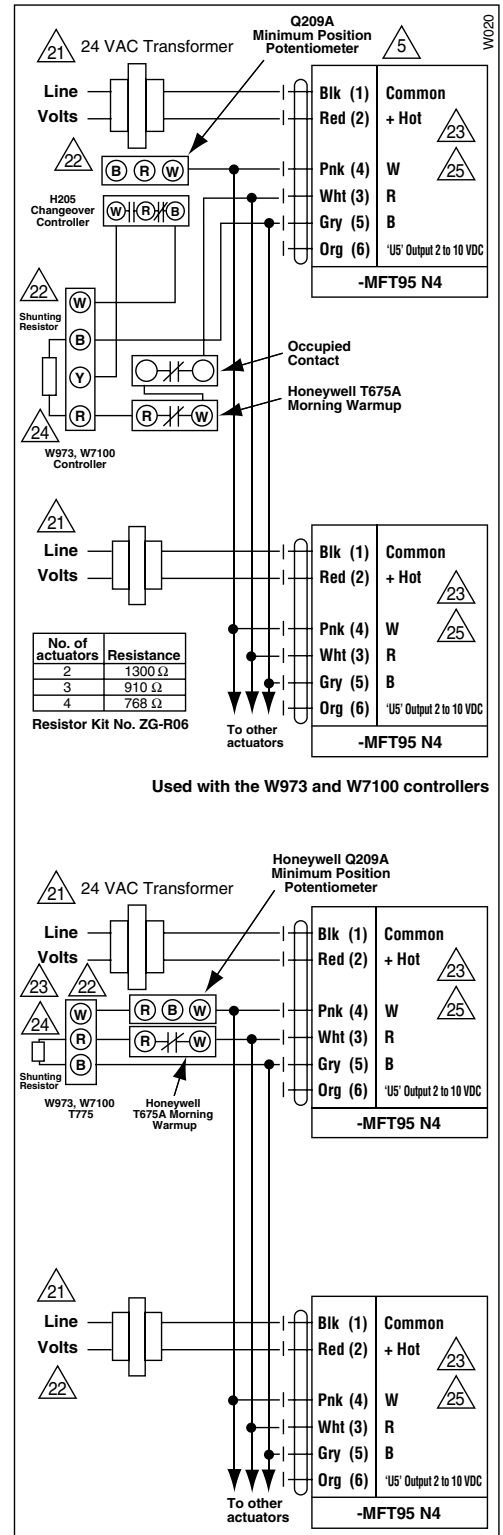 W020
Q209A
Minimum Position
Potentiometer
21
24 VAC Transformer
5
Line
Volts
Blk (1) Common
Red (2) + Hot
23
22
B R W
Pnk (4) W
25
H205
Changeover
Controller
W R B
Wht (3) R
Gry (5) B
Org (6) 'U5' Output 2 to 10 VDC
-MFT95 N4
22
Shunting
Resistor
W
B
Y
R
24
W973, W7100
Controller
Occupied
Contact
Honeywell T675A
Morning Warmup
R W
21
Line
Volts
Blk (1) Common
Red (2) + Hot
23
Pnk (4) W
25
Wht (3) R
Gry (5) B
Org (6) 'U5' Output 2 to 10 VDC
-MFT95 N4
No. of
actuators Resistance
2 1300 Ω
3 910 Ω
4 768 Ω
Resistor Kit No. ZG-R06
To other
actuators
Used with the W973 and W7100 controllers
Honeywell Q209A
Minimum Position
Potentiometer
21
24 VAC Transformer
Line
Volts
Blk (1) Common
Red (2) + Hot
23
23
22
24
W
R
B
R B W
R W
Pnk (4) W
25
Wht (3) R
Gry (5) B
Org (6) 'U5' Output 2 to 10 VDC
-MFT95 N4
Shunting
Resistor
W973, W7100
T775
Honeywell
T675A Morning
Warmup
21
Line
Volts
22
Blk (1) Common
Red (2) + Hot
23
Pnk (4) W
25
Wht (3) R
Gry (5) B
Org (6) 'U5' Output 2 to 10 VDC
-MFT95 N4
To other
actuators